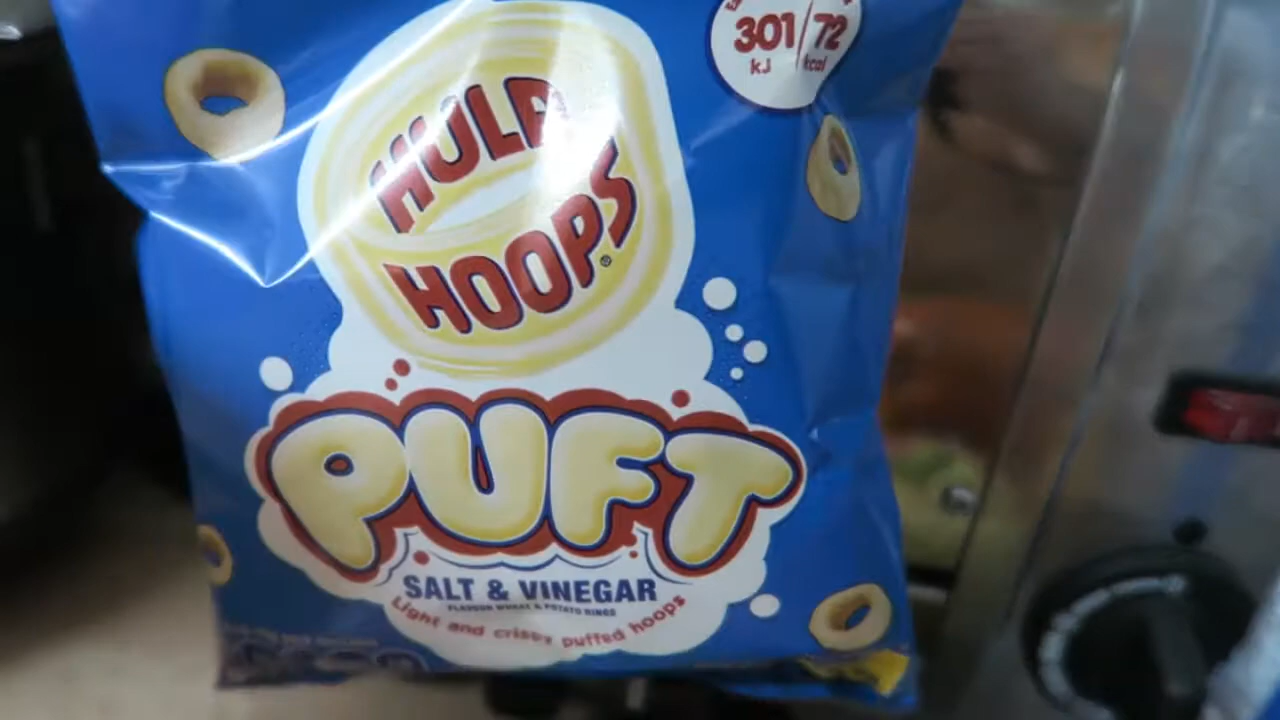 301/72
kJ kcal
HULA
HOOPS®
PUFT
SALT & VINEGAR
FLAVOUR WHEAT & POTATO RINGS
Light and crispy puffed hoops